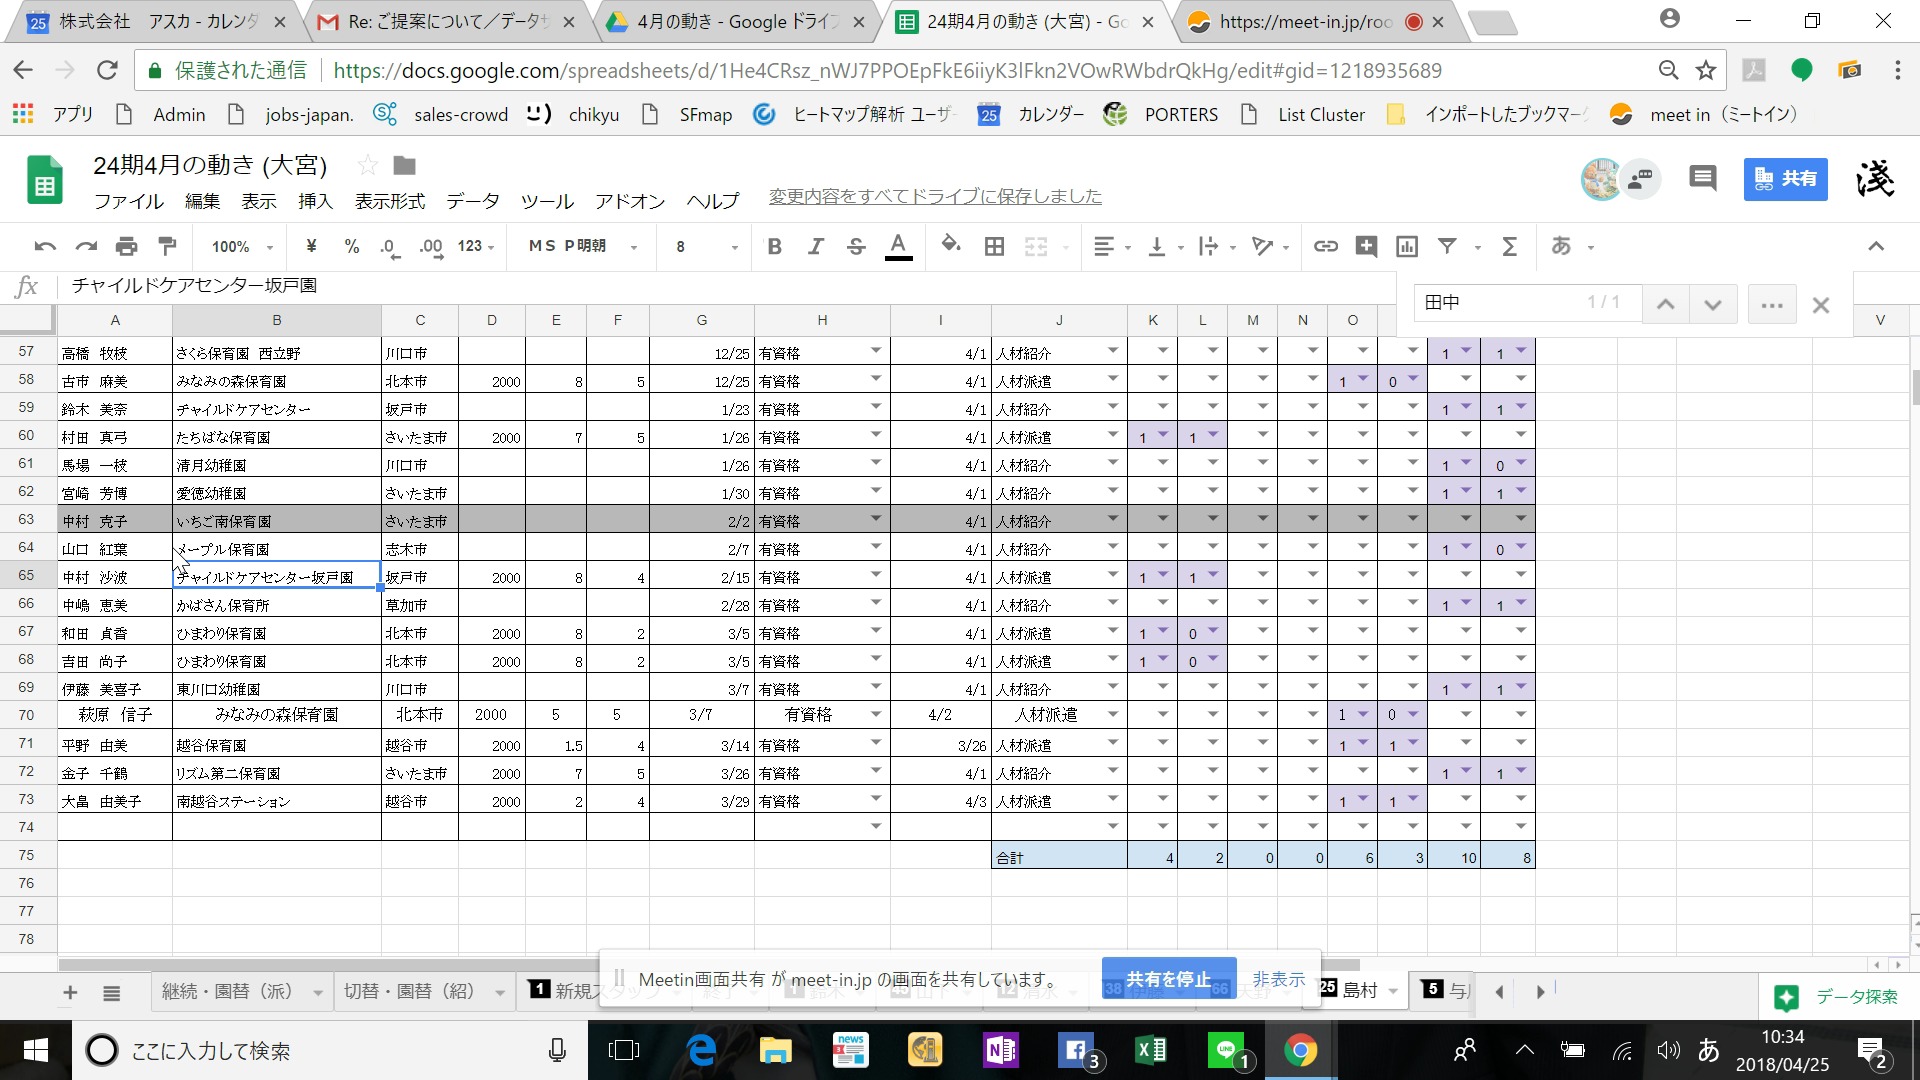 株式会社　アスカ - カレンダ
Re: ご提案について／データサ
4月の動き - Google ドライブ
24期4月の動き (大宮) - Go
https://meet-in.jp/roo
保護された通信
https://docs.google.com/spreadsheets/d/1He4CRsz_nWJ7PPOEpFkE6iiyK3lFkn2VOwRWbdrQkHg/edit#gid=1218935689
アプリ Admin jobs-japan. sales-crowd chikyu SFmap ヒートマップ解析 ユーザー カレンダー PORTERS List Cluster インポートしたブックマーク meet in（ミートイン）
24期4月の動き (大宮)
共有
淺
ファイル 編集 表示 挿入 表示形式 データ ツール アドオン ヘルプ 変更内容をすべてドライブに保存しました
100% ¥ % .0 .00 123 ＭＳ Ｐ明朝 8 B I S A Σ あ
fx チャイルドケアセンター坂戸園
田中 1 / 1
A B C D E F G H I J K L M N O V
57 高橋　牧枝 さくら保育園　西立野 川口市 12/25 有資格 4/1 人材紹介 1 1
58 古市　麻美 みなみの森保育園 北本市 2000 8 5 12/25 有資格 4/1 人材派遣 1 0
59 鈴木　美奈 チャイルドケアセンター 坂戸市 1/23 有資格 4/1 人材紹介 1 1
60 村田　真弓 たちばな保育園 さいたま市 2000 7 5 1/26 有資格 4/1 人材派遣 1 1
61 馬場　一枝 清月幼稚園 川口市 1/26 有資格 4/1 人材紹介 1 0
62 宮崎　芳博 愛徳幼稚園 さいたま市 1/30 有資格 4/1 人材紹介 1 1
63 中村　克子 いちご南保育園 さいたま市 2/2 有資格 4/1 人材紹介
64 山口　紅葉 メープル保育園 志木市 2/7 有資格 4/1 人材紹介 1 0
65 中村　沙波 チャイルドケアセンター坂戸園 坂戸市 2000 8 4 2/15 有資格 4/1 人材派遣 1 1
66 中嶋　恵美 かばさん保育所 草加市 2/28 有資格 4/1 人材紹介 1 1
67 和田　貞香 ひまわり保育園 北本市 2000 8 2 3/5 有資格 4/1 人材派遣 1 0
68 吉田　尚子 ひまわり保育園 北本市 2000 8 2 3/5 有資格 4/1 人材派遣 1 0
69 伊藤　美喜子 東川口幼稚園 川口市 3/7 有資格 4/1 人材紹介 1 1
70 萩原　信子 みなみの森保育園 北本市 2000 5 5 3/7 有資格 4/2 人材派遣 1 0
71 平野　由美 越谷保育園 越谷市 2000 1.5 4 3/14 有資格 3/26 人材派遣 1 1
72 金子　千鶴 リズム第二保育園 さいたま市 2000 7 5 3/26 有資格 4/1 人材紹介 1 1
73 大畠　由美子 南越谷ステーション 越谷市 2000 2 4 3/29 有資格 4/3 人材派遣 1 1
74
75 合計 4 2 0 0 6 3 10 8
76
77
78
Meetin画面共有 が meet-in.jp の画面を共有しています。 共有を停止 非表示
継続・園替（派） 切替・園替（紹） 1 新規ス 25 島村 5 データ探索
ここに入力して検索
news
3
LINE
1
あ
10:34
2018/04/25
2